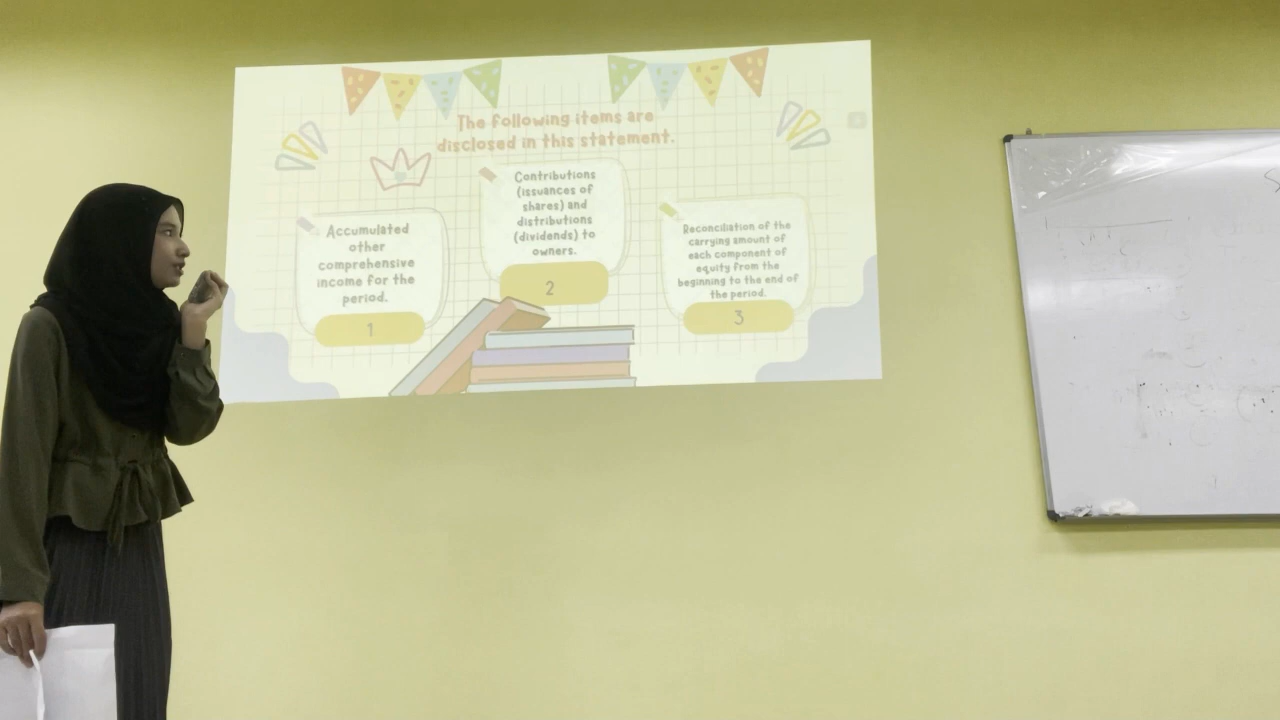 The following items are
disclosed in this statement.
Accumulated
other
comprehensive
income for the
period.
1
Contributions
(issuances of
shares) and
distributions
(dividends) to
owners.
2
Reconciliation of the
carrying amount of
each component of
equity from the
beginning to the end of
the period.
3